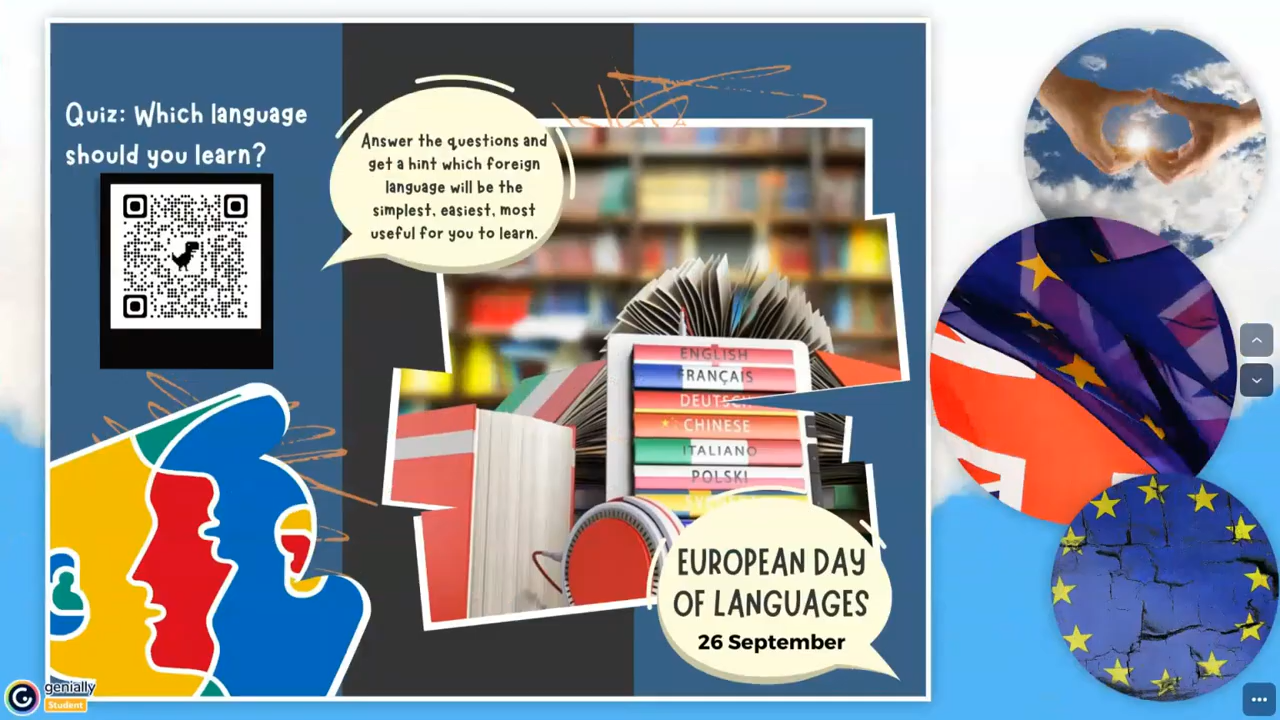 Quiz: Which language
should you learn?
Answer the questions and
get a hint which foreign
language will be the
simplest, easiest, most
useful for you to learn.
ENGLISH
FRANÇAIS
DEUTSCH
CHINESE
ITALIANO
POLSKI
EUROPEAN DAY
OF LANGUAGES
26 September
genially
Student